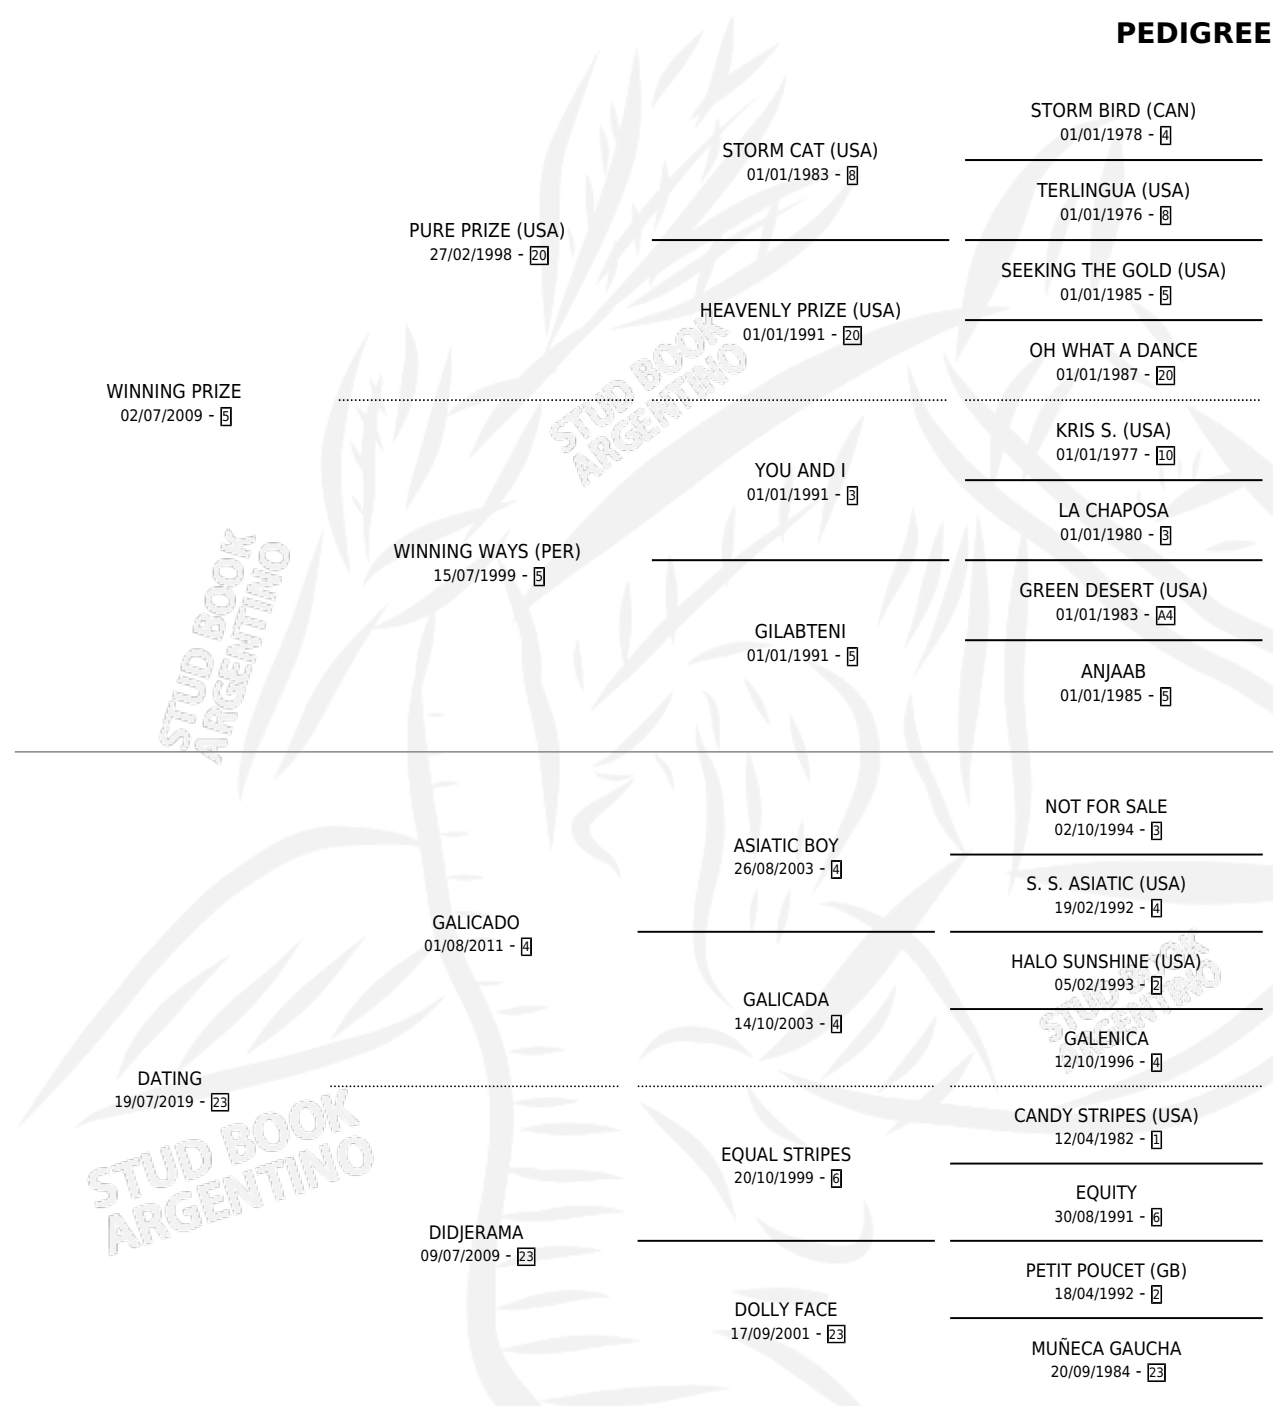 PEDIGREE
STORM BIRD (CAN)
01/01/1978 - 4
STORM CAT (USA)
01/01/1983 - 8
TERLINGUA (USA)
01/01/1976 - 8
PURE PRIZE (USA)
27/02/1998 - 20
SEEKING THE GOLD (USA)
01/01/1985 - 5
HEAVENLY PRIZE (USA)
01/01/1991 - 20
OH WHAT A DANCE
01/01/1987 - 20
WINNING PRIZE
02/07/2009 - 5
KRIS S. (USA)
01/01/1977 - 10
YOU AND I
01/01/1991 - 3
LA CHAPOSA
01/01/1980 - 3
WINNING WAYS (PER)
15/07/1999 - 5
GREEN DESERT (USA)
01/01/1983 - A4
GILABTENI
01/01/1991 - 5
ANJAAB
01/01/1985 - 5
NOT FOR SALE
02/10/1994 - 3
ASIATIC BOY
26/08/2003 - 4
S. S. ASIATIC (USA)
19/02/1992 - 4
GALICADO
01/08/2011 - 4
HALO SUNSHINE (USA)
05/02/1993 - 2
GALICADA
14/10/2003 - 4
GALENICA
12/10/1996 - 4
DATING
19/07/2019 - 23
CANDY STRIPES (USA)
12/04/1982 - 1
EQUAL STRIPES
20/10/1999 - 6
EQUITY
30/08/1991 - 6
DIDJERAMA
09/07/2009 - 23
PETIT POUCET (GB)
18/04/1992 - 2
DOLLY FACE
17/09/2001 - 23
MUÑECA GAUCHA
20/09/1984 - 23
STUD BOOK
ARGENTINO
STUD BOOK
ARGENTINO
STUD BOOK
ARGENTINO
STUD BOOK
ARGENTINO